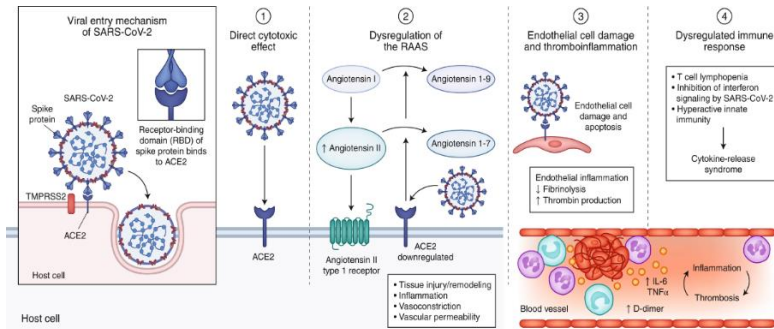 Viral entry mechanism
of SARS-CoV-2
SARS-CoV-2
Spike
protein
Receptor-binding
domain (RBD) of
spike protein binds
to ACE2
TMPRSS2
ACE2
Host cell
Host cell
1
Direct cytotoxic
effect
ACE2
2
Dysregulation of
the RAAS
Angiotensin I
Angiotensin 1-9
↑ Angiotensin II
Angiotensin 1-7
Angiotensin II
type 1 receptor
ACE2
downregulated
• Tissue injury/remodeling
• Inflammation
• Vasoconstriction
• Vascular permeability
3
Endothelial cell damage
and thromboinflammation
Endothelial cell
damage and
apoptosis
Endothelial inflammation
↓ Fibrinolysis
↑ Thrombin production
4
Dysregulated immune
response
• T cell lymphopenia
• Inhibition of interferon
signaling by SARS-CoV-2
• Hyperactive innate
immunity
Cytokine-release
syndrome
Blood vessel
↑ IL-6
TNFα
↑ D-dimer
Inflammation
Thrombosis